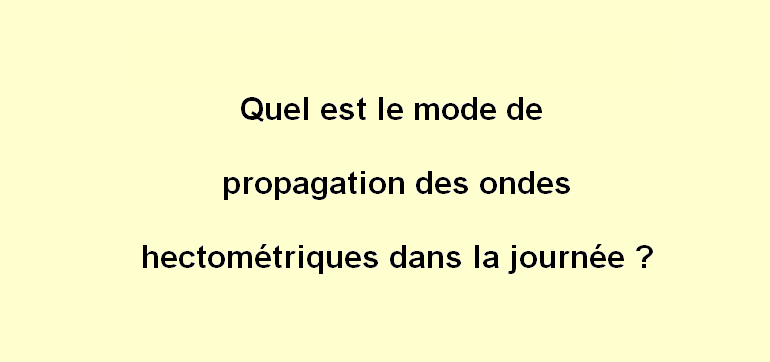 Quel est le mode de
propagation des ondes
hectométriques dans la journée ?